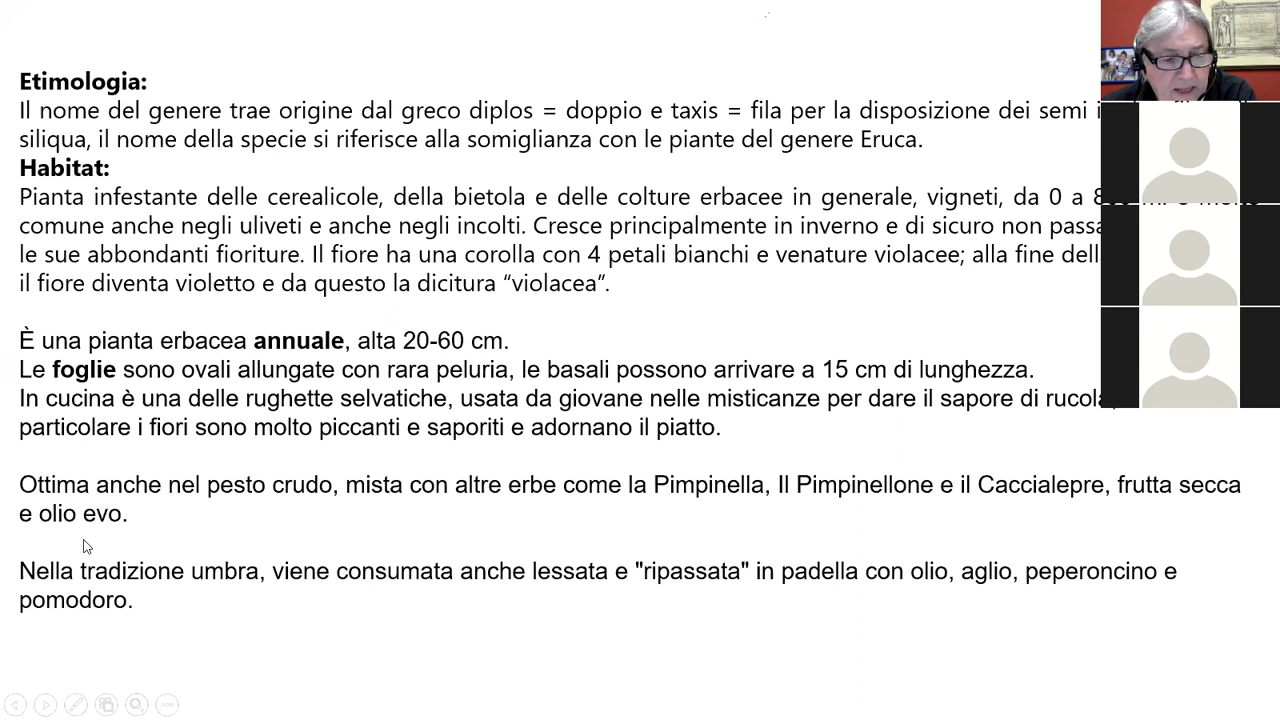 Etimologia:
Il nome del genere trae origine dal greco diplos = doppio e taxis = fila per la disposizione dei semi
siliqua, il nome della specie si riferisce alla somiglianza con le piante del genere Eruca.
Habitat:
Pianta infestante delle cerealicole, della bietola e delle colture erbacee in generale, vigneti, da 0 a
comune anche negli uliveti e anche negli incolti. Cresce principalmente in inverno e di sicuro non
le sue abbondanti fioriture. Il fiore ha una corolla con 4 petali bianchi e venature violacee; alla fine
il fiore diventa violetto e da questo la dicitura “violacea”.
È una pianta erbacea annuale, alta 20-60 cm.
Le foglie sono ovali allungate con rara peluria, le basali possono arrivare a 15 cm di lunghezza.
In cucina è una delle rughette selvatiche, usata da giovane nelle misticanze per dare il sapore di rucola,
particolare i fiori sono molto piccanti e saporiti e adornano il piatto.
Ottima anche nel pesto crudo, mista con altre erbe come la Pimpinella, Il Pimpinellone e il Caccialepre, frutta secca
e olio evo.
Nella tradizione umbra, viene consumata anche lessata e "ripassata" in padella con olio, aglio, peperoncino e
pomodoro.